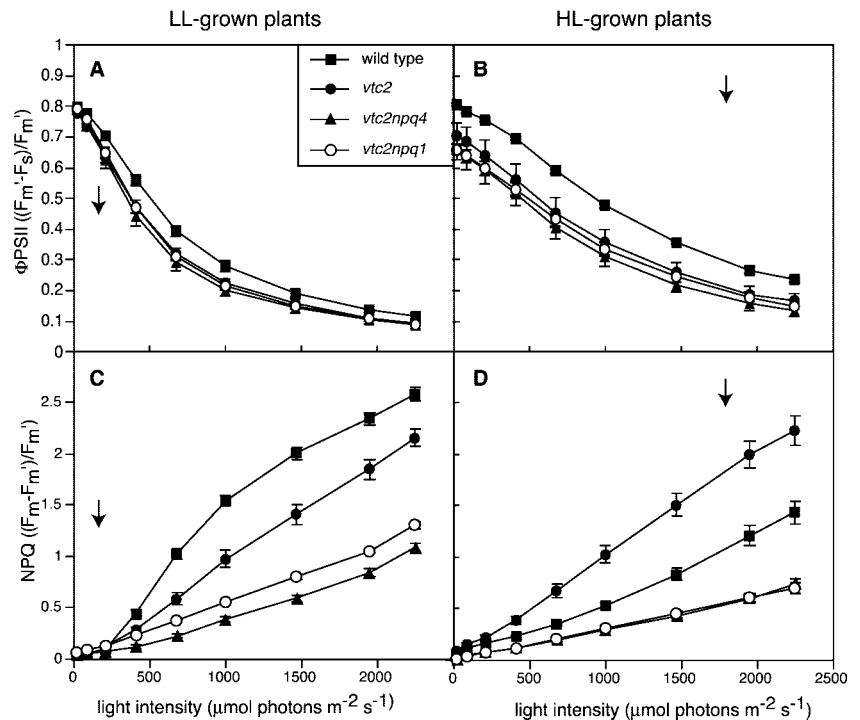 LL-grown plants
HL-grown plants
A
B
wild type
vtc2
vtc2npq4
vtc2npq1
1
0.9
0.8
0.7
0.6
0.5
0.4
0.3
0.2
0.1
0
ΦPSII ((Fm'-Fs)/Fm')
C
D
2.5
2
1.5
1
0.5
0
NPQ ((Fm-Fm')/Fm')
0 500 1000 1500 2000
0 500 1000 1500 2000 2500
light intensity (μmol photons m-2 s-1)
light intensity (μmol photons m-2 s-1)